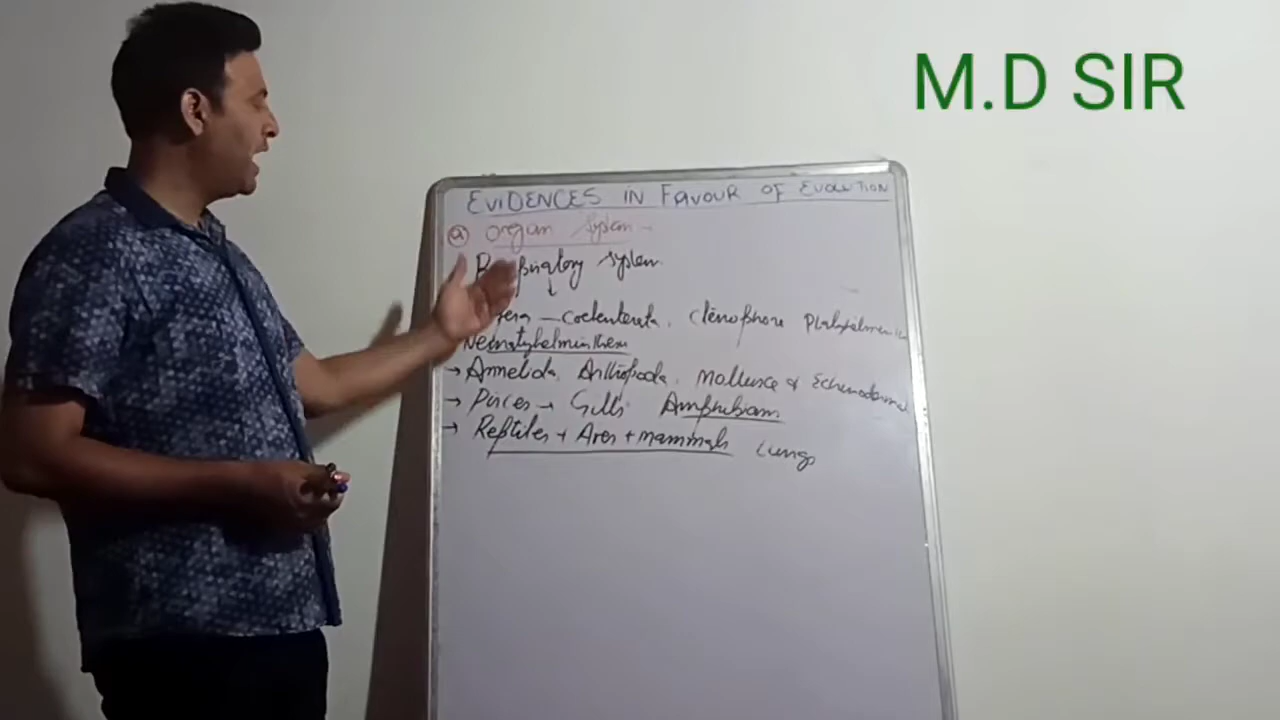 M.D SIR
EVIDENCES IN FAVOUR OF EVOLUTION
(a) organ system -
Respiratory system
↓
— Coelenterata, Ctenophore
Nemathelminthes
→ Annelida, Arthropoda, Mollusca &
→ Pisces → Gills Amphibians
→ Reptiles + Aves + mammals Lungs